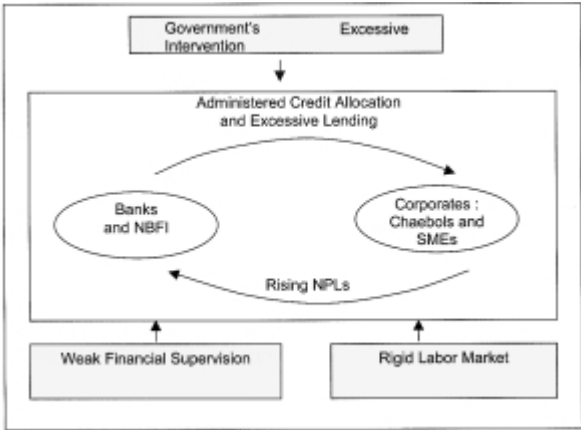 Government's Excessive
Intervention
Administered Credit Allocation
and Excessive Lending
Banks
and NBFI
Corporates :
Chaebols and
SMEs
Rising NPLs
Weak Financial Supervision
Rigid Labor Market